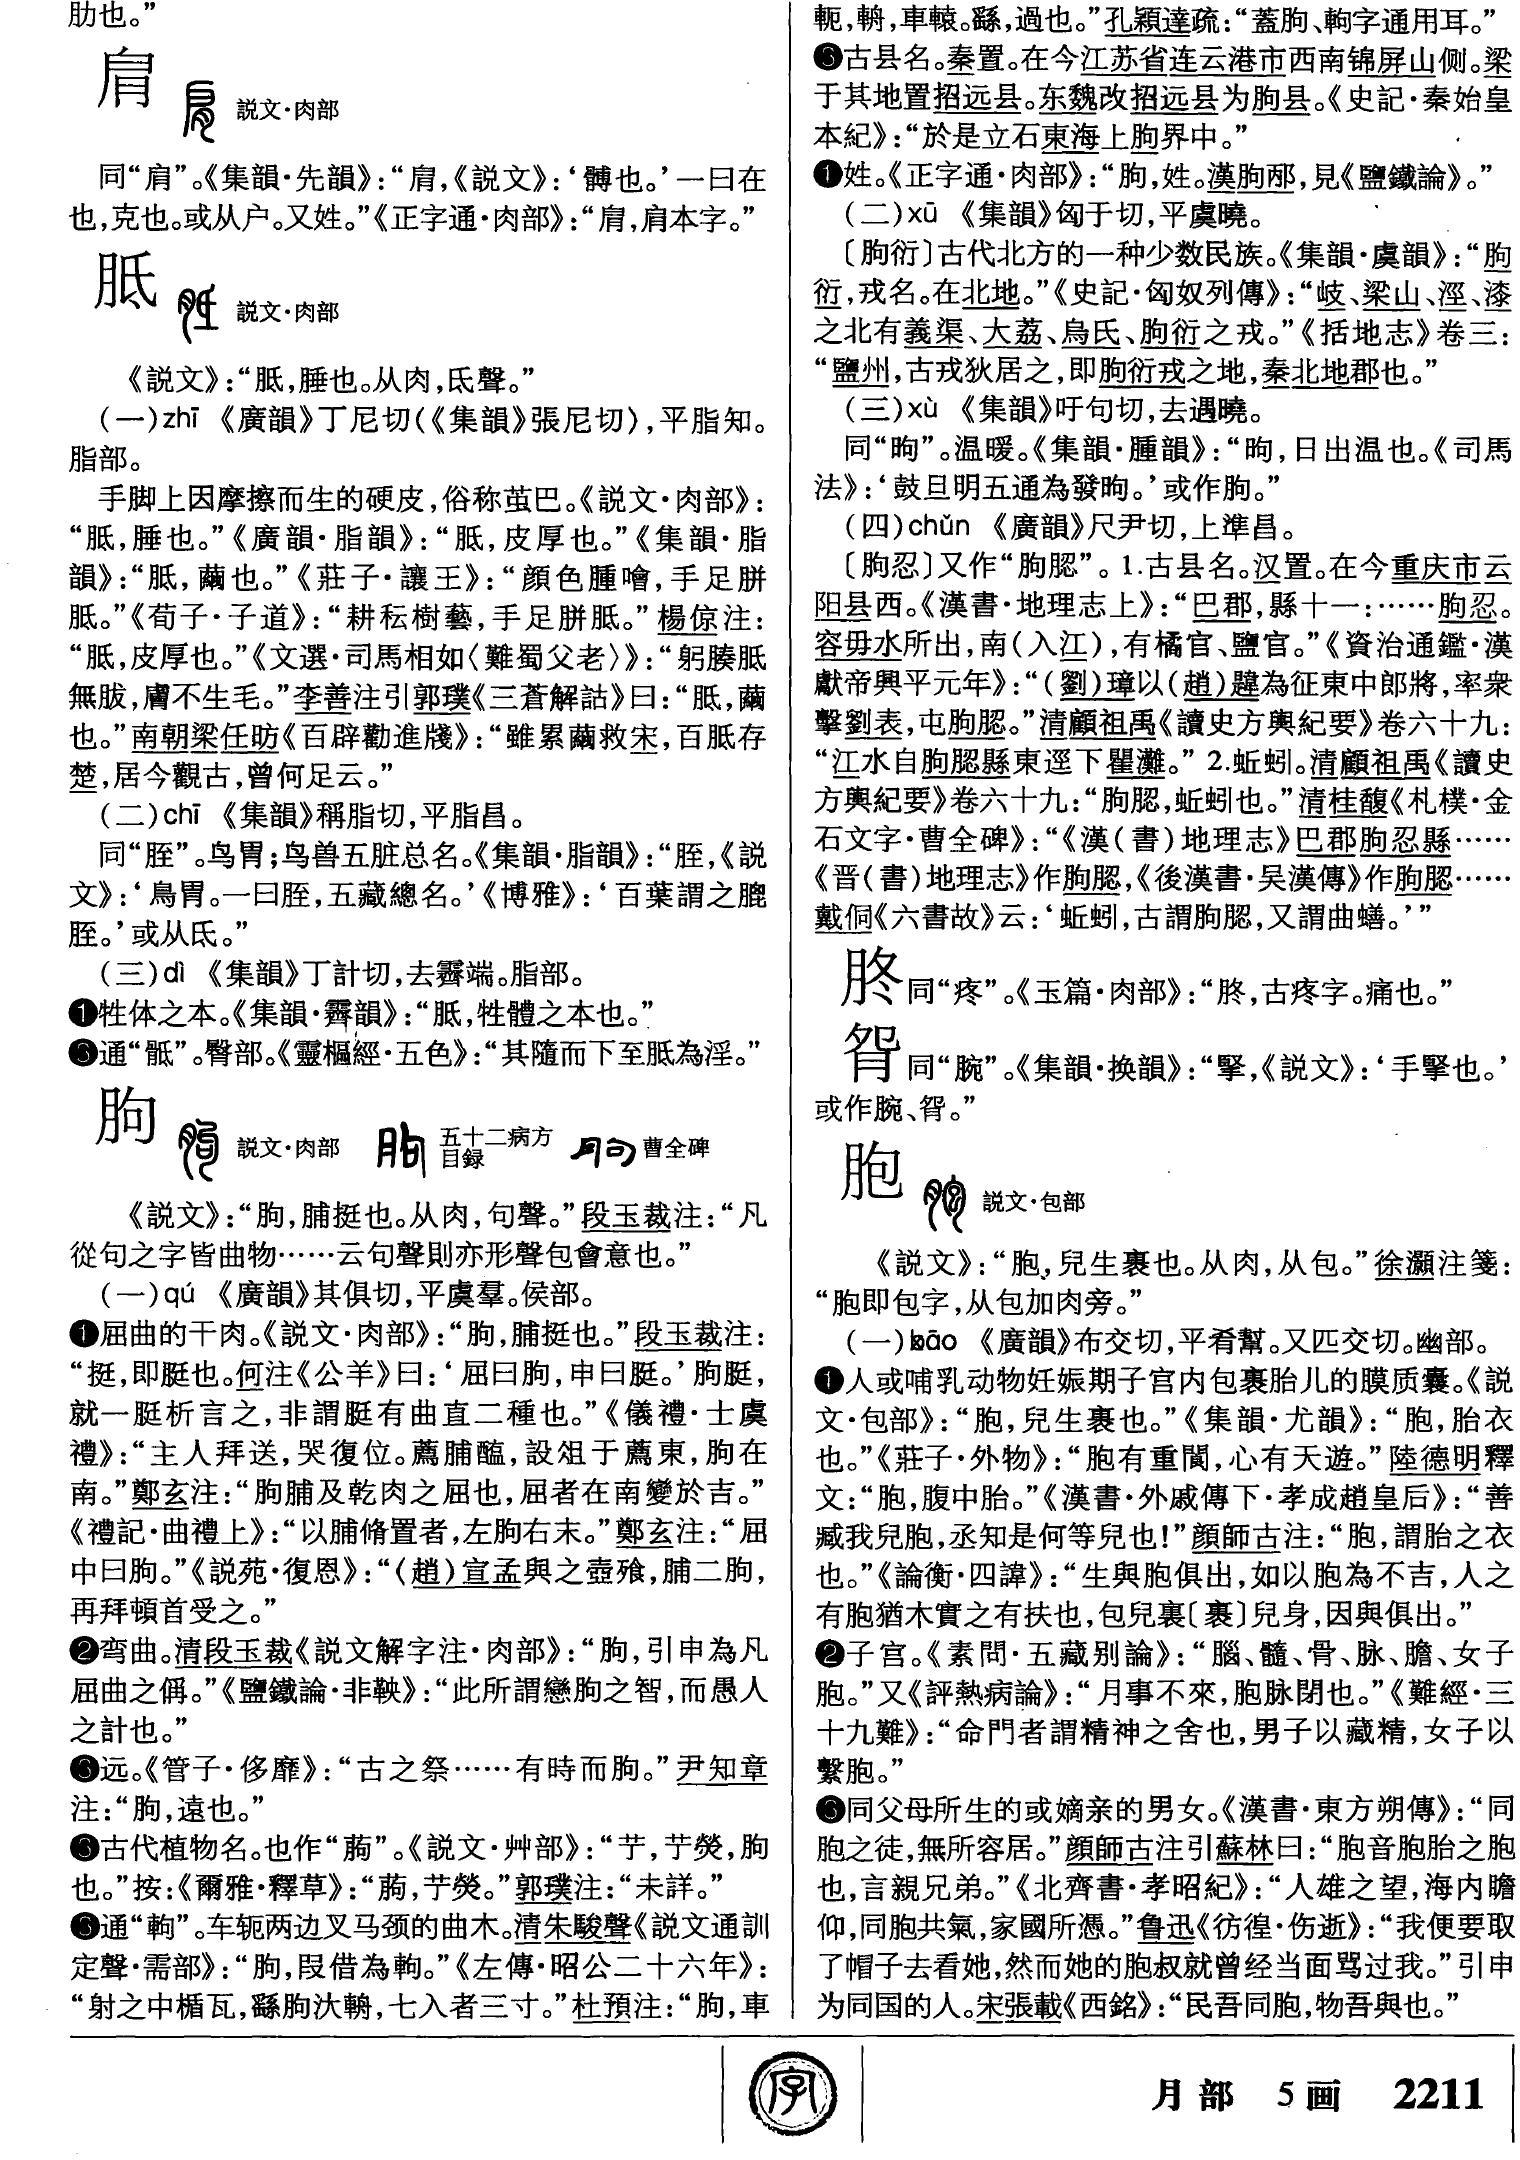 肋也。”
肩 説文·肉部
同“肩”。《集韻·先韻》：“肩，《説文》：‘髆也。’一曰在
也，克也。或从户。又姓。”《正字通·肉部》：“肩，肩本字。”
胝 説文·肉部
《説文》：“胝，腄也。从肉，氐聲。”
(一)zhī 《廣韻》丁尼切(《集韻》張尼切)，平脂知。
脂部。
手脚上因摩擦而生的硬皮，俗称茧巴。《説文·肉部》：
“胝，腄也。”《廣韻·脂韻》：“胝，皮厚也。”《集韻·脂
韻》：“胝，繭也。”《莊子·讓王》：“顔色腫噲，手足胼
胝。”《荀子·子道》：“耕耘樹藝，手足胼胝。”楊倞注：
“胝，皮厚也。”《文選·司馬相如〈難蜀父老〉》：“躬腠胝
無胈，膚不生毛。”李善注引郭璞《三蒼解詁》曰：“胝，繭
也。”南朝梁任昉《百辟勸進牋》：“雖累繭救宋，百胝存
楚，居今觀古，曾何足云。”
(二)chī 《集韻》稱脂切，平脂昌。
同“胵”。鸟胃；鸟兽五脏总名。《集韻·脂韻》：“胵，《説
文》：‘鳥胃。一曰胵，五藏總名。’《博雅》：‘百葉謂之膍
胵。’或从氐。”
(三)dì 《集韻》丁計切，去霽端。脂部。
❶牲体之本。《集韻·霽韻》：“胝，牲體之本也。”
❸通“骶”。臀部。《靈樞經·五色》：“其隨而下至胝為淫。”
朐 説文·肉部 五十二病方目録 曹全碑
《説文》：“朐，脯挺也。从肉，句聲。”段玉裁注：“凡
從句之字皆曲物……云句聲則亦形聲包會意也。”
(一)qú 《廣韻》其俱切，平虞羣。侯部。
❶屈曲的干肉。《説文·肉部》：“朐，脯挺也。”段玉裁注：
“挺，即脡也。何注《公羊》曰：‘屈曰朐，申曰脡。’朐脡，
就一脡析言之，非謂脡有曲直二種也。”《儀禮·士虞
禮》：“主人拜送，哭復位。薦脯醢，設俎于薦東，朐在
南。”鄭玄注：“朐脯及乾肉之屈也，屈者在南變於吉。”
《禮記·曲禮上》：“以脯脩置者，左朐右末。”鄭玄注：“屈
中曰朐。”《説苑·復恩》：“(趙)宣孟與之壺飱，脯二朐，
再拜頓首受之。”
❷弯曲。清段玉裁《説文解字注·肉部》：“朐，引申為凡
屈曲之偁。”《鹽鐵論·非鞅》：“此所謂戀朐之智，而愚人
之計也。”
❸远。《管子·侈靡》：“古之祭……有時而朐。”尹知章
注：“朐，遠也。”
❸古代植物名。也作“蒟”。《説文·艸部》：“艼，艼熒，朐
也。”按：《爾雅·釋草》：“蒟，艼熒。”郭璞注：“未詳。”
❸通“軥”。车轭两边叉马颈的曲木。清朱駿聲《説文通訓
定聲·需部》：“朐，叚借為軥。”《左傳·昭公二十六年》：
“射之中楯瓦，繇朐汏輈，七入者三寸。”杜預注：“朐，車
軛，輈，車轅。繇，過也。”孔穎達疏：“蓋朐、軥字通用耳。”
❸古县名。秦置。在今江苏省连云港市西南锦屏山侧。梁
于其地置招远县。东魏改招远县为朐县。《史記·秦始皇
本紀》：“於是立石東海上朐界中。”
❶姓。《正字通·肉部》：“朐，姓。漢朐邴，見《鹽鐵論》。”
(二)xū 《集韻》匈于切，平虞曉。
〔朐衍〕古代北方的一种少数民族。《集韻·虞韻》：“朐
衍，戎名。在北地。”《史記·匈奴列傳》：“岐、梁山、涇、漆
之北有義渠、大荔、烏氏、朐衍之戎。”《括地志》卷三：
“鹽州，古戎狄居之，即朐衍戎之地，秦北地郡也。”
(三)xù 《集韻》吁句切，去遇曉。
同“昫”。温暖。《集韻·腫韻》：“昫，日出温也。《司馬
法》：‘鼓旦明五通為發昫。’或作朐。”
(四)chǔn 《廣韻》尺尹切，上準昌。
〔朐忍〕又作“朐䏰”。1.古县名。汉置。在今重庆市云
阳县西。《漢書·地理志上》：“巴郡，縣十一：……朐忍。
容毋水所出，南(入江)，有橘官、鹽官。”《資治通鑑·漢
獻帝興平元年》：“(劉)璋以(趙)韙為征東中郎將，率衆
擊劉表，屯朐䏰。”清顧祖禹《讀史方輿紀要》卷六十九：
“江水自朐䏰縣東逕下瞿灘。”2.蚯蚓。清顧祖禹《讀史
方輿紀要》卷六十九：“朐䏰，蚯蚓也。”清桂馥《札樸·金
石文字·曹全碑》：“《漢(書)地理志》巴郡朐忍縣……
《晋(書)地理志》作朐䏰，《後漢書·吴漢傳》作朐䏰……
戴侗《六書故》云：‘蚯蚓，古謂朐䏰，又謂曲蟮。’”
胮同“疼”。《玉篇·肉部》：“胮，古疼字。痛也。”
䏽同“腕”。《集韻·换韻》：“掔，《説文》：‘手掔也。’
或作腕、䏽。”
胞 説文·包部
《説文》：“胞，兒生裹也。从肉，从包。”徐灝注箋：
“胞即包字，从包加肉旁。”
(一)bāo 《廣韻》布交切，平肴幫。又匹交切。幽部。
❶人或哺乳动物妊娠期子宫内包裹胎儿的膜质囊。《説
文·包部》：“胞，兒生裹也。”《集韻·尤韻》：“胞，胎衣
也。”《莊子·外物》：“胞有重閬，心有天遊。”陸德明釋
文：“胞，腹中胎。”《漢書·外戚傳下·孝成趙皇后》：“善
臧我兒胞，丞知是何等兒也！”顔師古注：“胞，謂胎之衣
也。”《論衡·四諱》：“生與胞俱出，如以胞為不吉，人之
有胞猶木實之有扶也，包兒裏〔裹〕兒身，因與俱出。”
❷子宫。《素問·五藏别論》：“腦、髓、骨、脉、膽、女子
胞。”又《評熱病論》：“月事不來，胞脉閉也。”《難經·三
十九難》：“命門者謂精神之舍也，男子以藏精，女子以
繫胞。”
❸同父母所生的或嫡亲的男女。《漢書·東方朔傳》：“同
胞之徒，無所容居。”顔師古注引蘇林曰：“胞音胞胎之胞
也，言親兄弟。”《北齊書·孝昭紀》：“人雄之望，海内瞻
仰，同胞共氣，家國所憑。”鲁迅《彷徨·伤逝》：“我便要取
了帽子去看她，然而她的胞叔就曾经当面骂过我。”引申
为同国的人。宋張載《西銘》：“民吾同胞，物吾與也。”
字
月部 5画 2211